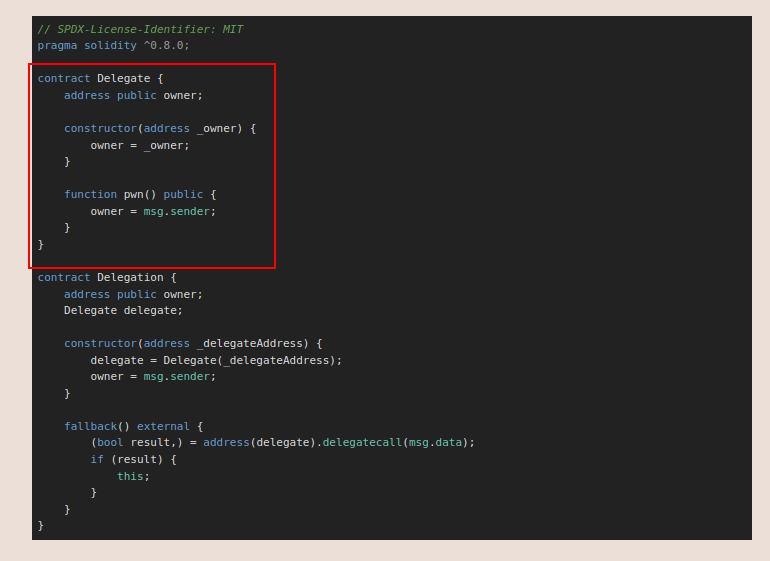 // SPDX-License-Identifier: MIT
pragma solidity ^0.8.0;
contract Delegate {
address public owner;
constructor(address _owner) {
owner = _owner;
}
function pwn() public {
owner = msg.sender;
}
}
contract Delegation {
address public owner;
Delegate delegate;
constructor(address _delegateAddress) {
delegate = Delegate(_delegateAddress);
owner = msg.sender;
}
fallback() external {
(bool result,) = address(delegate).delegatecall(msg.data);
if (result) {
this;
}
}
}